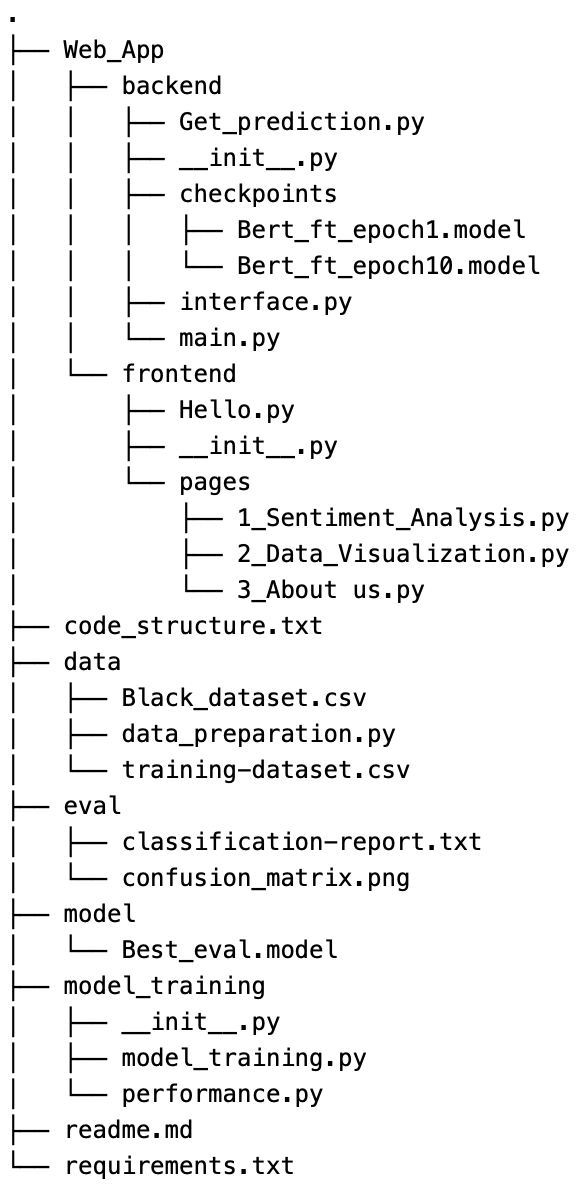 .
├── Web_App
│   ├── backend
│   │   ├── Get_prediction.py
│   │   ├── __init__.py
│   │   ├── checkpoints
│   │   │   ├── Bert_ft_epoch1.model
│   │   │   └── Bert_ft_epoch10.model
│   │   ├── interface.py
│   │   └── main.py
│   └── frontend
│       ├── Hello.py
│       ├── __init__.py
│       └── pages
│           ├── 1_Sentiment_Analysis.py
│           ├── 2_Data_Visualization.py
│           └── 3_About us.py
├── code_structure.txt
├── data
│   ├── Black_dataset.csv
│   ├── data_preparation.py
│   └── training-dataset.csv
├── eval
│   ├── classification-report.txt
│   └── confusion_matrix.png
├── model
│   └── Best_eval.model
├── model_training
│   ├── __init__.py
│   ├── model_training.py
│   └── performance.py
├── readme.md
└── requirements.txt